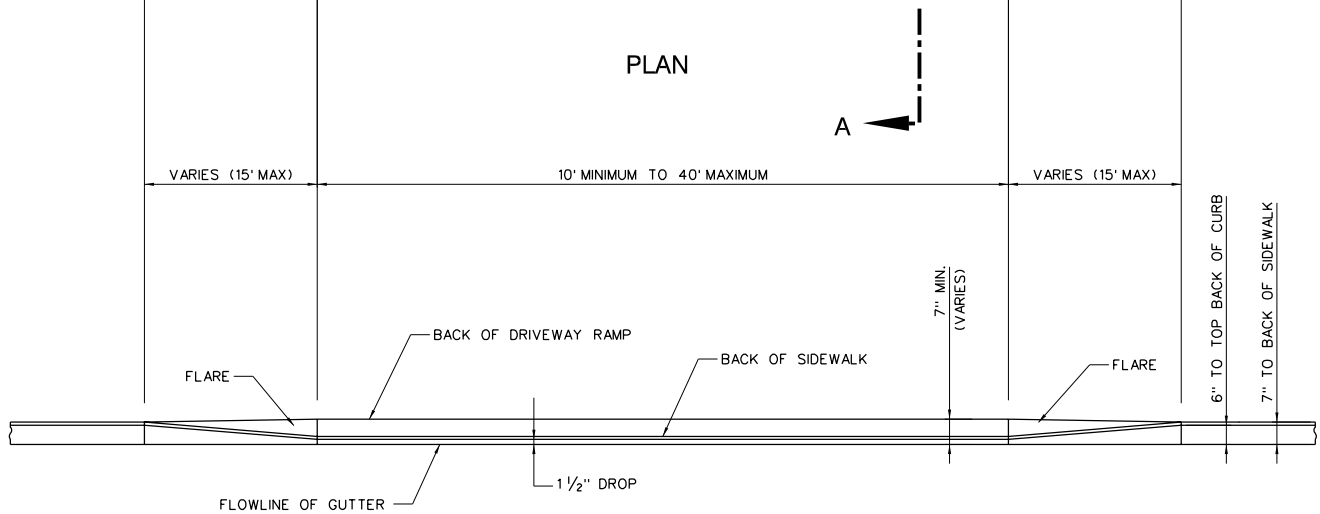 PLAN
A
VARIES (15' MAX)
10' MINIMUM TO 40' MAXIMUM
VARIES (15' MAX)
6" TO TOP BACK OF CURB
7" TO BACK OF SIDEWALK
7" MIN.
(VARIES)
BACK OF DRIVEWAY RAMP
BACK OF SIDEWALK
FLARE
FLARE
1 1/2" DROP
FLOWLINE OF GUTTER